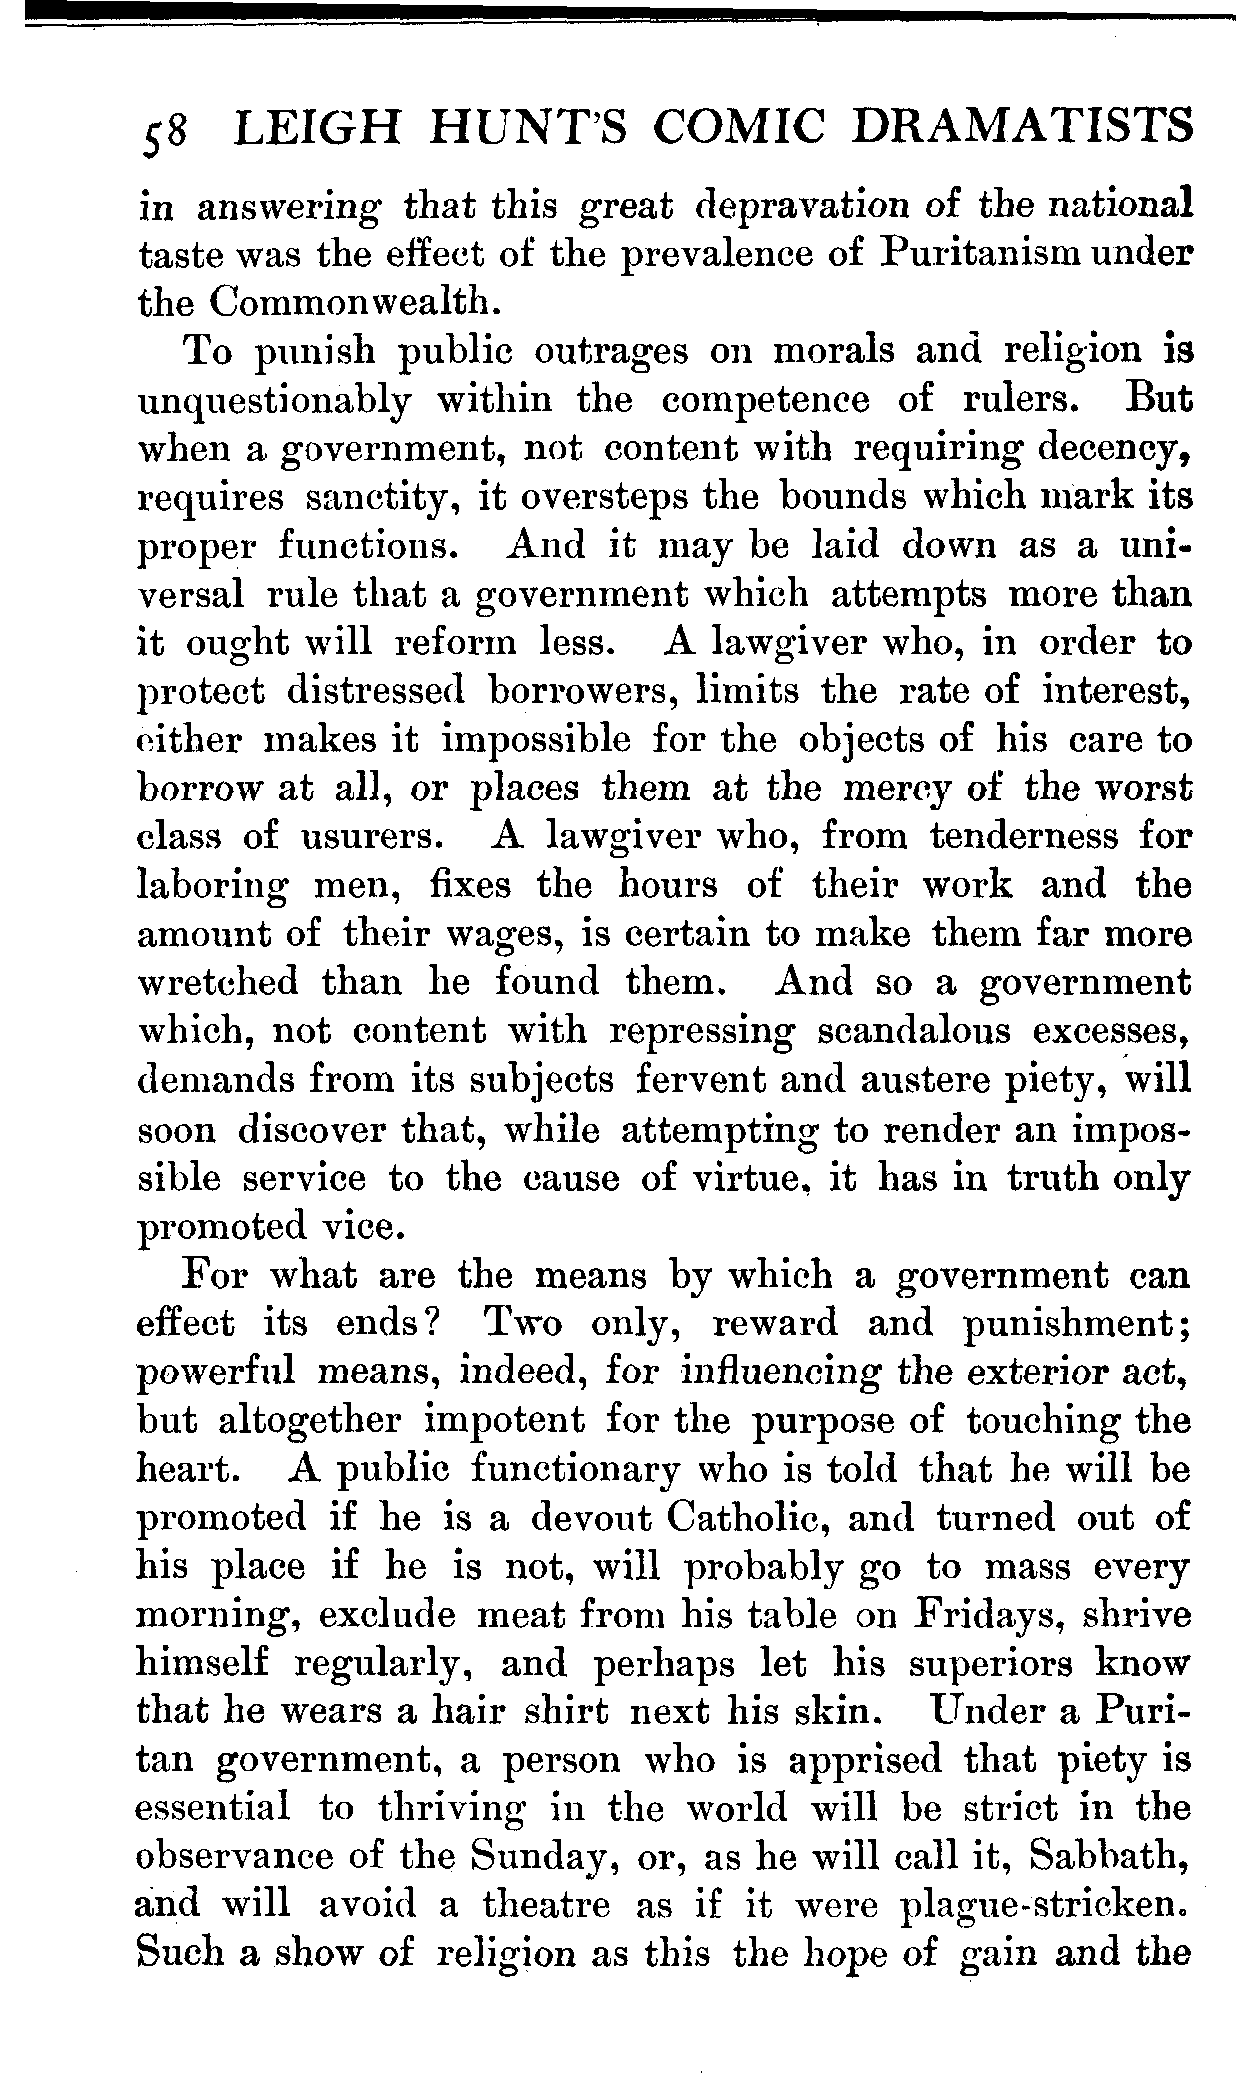 58 LEIGH HUNT'S COMIC DRAMATISTS
in answering that this great depravation of the national
taste was the effect of the prevalence of Puritanism under
the Commonwealth.
To punish public outrages on morals and religion is
unquestionably within the competence of rulers. But
when a government, not content with requiring decency,
requires sanctity, it oversteps the bounds which mark its
proper functions. And it may be laid down as a uni-
versal rule that a government which attempts more than
it ought will reform less. A lawgiver who, in order to
protect distressed borrowers, limits the rate of interest,
either makes it impossible for the objects of his care to
borrow at all, or places them at the mercy of the worst
class of usurers. A lawgiver who, from tenderness for
laboring men, fixes the hours of their work and the
amount of their wages, is certain to make them far more
wretched than he found them. And so a government
which, not content with repressing scandalous excesses,
demands from its subjects fervent and austere piety, will
soon discover that, while attempting to render an impos-
sible service to the cause of virtue, it has in truth only
promoted vice.
For what are the means by which a government can
effect its ends? Two only, reward and punishment;
powerful means, indeed, for influencing the exterior act,
but altogether impotent for the purpose of touching the
heart. A public functionary who is told that he will be
promoted if he is a devout Catholic, and turned out of
his place if he is not, will probably go to mass every
morning, exclude meat from his table on Fridays, shrive
himself regularly, and perhaps let his superiors know
that he wears a hair shirt next his skin. Under a Puri-
tan government, a person who is apprised that piety is
essential to thriving in the world will be strict in the
observance of the Sunday, or, as he will call it, Sabbath,
and will avoid a theatre as if it were plague-stricken.
Such a show of religion as this the hope of gain and the